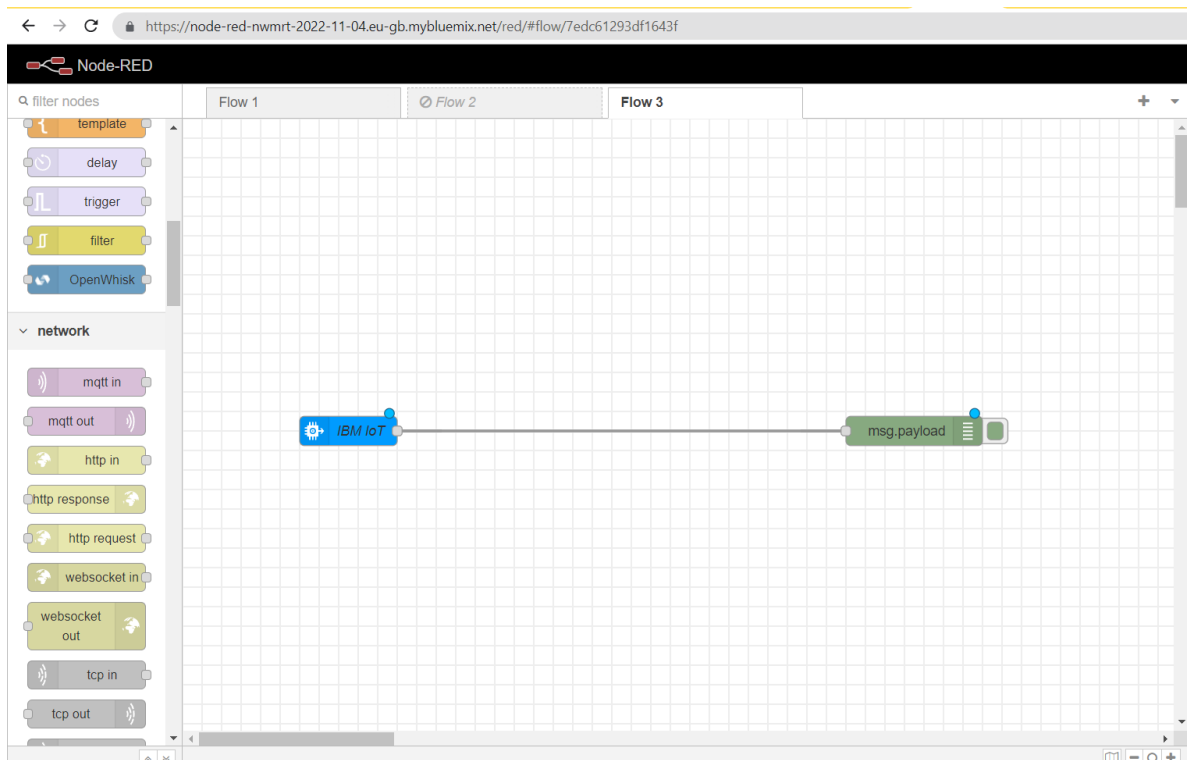 https://node-red-nwmrt-2022-11-04.eu-gb.mybluemix.net/red/#flow/7edc61293df1643f
Node-RED
filter nodes
Flow 1
Flow 2
Flow 3
template
delay
trigger
filter
OpenWhisk
network
mqtt in
mqtt out
http in
http response
http request
websocket in
websocket
out
tcp in
tcp out
IBM IoT
msg.payload